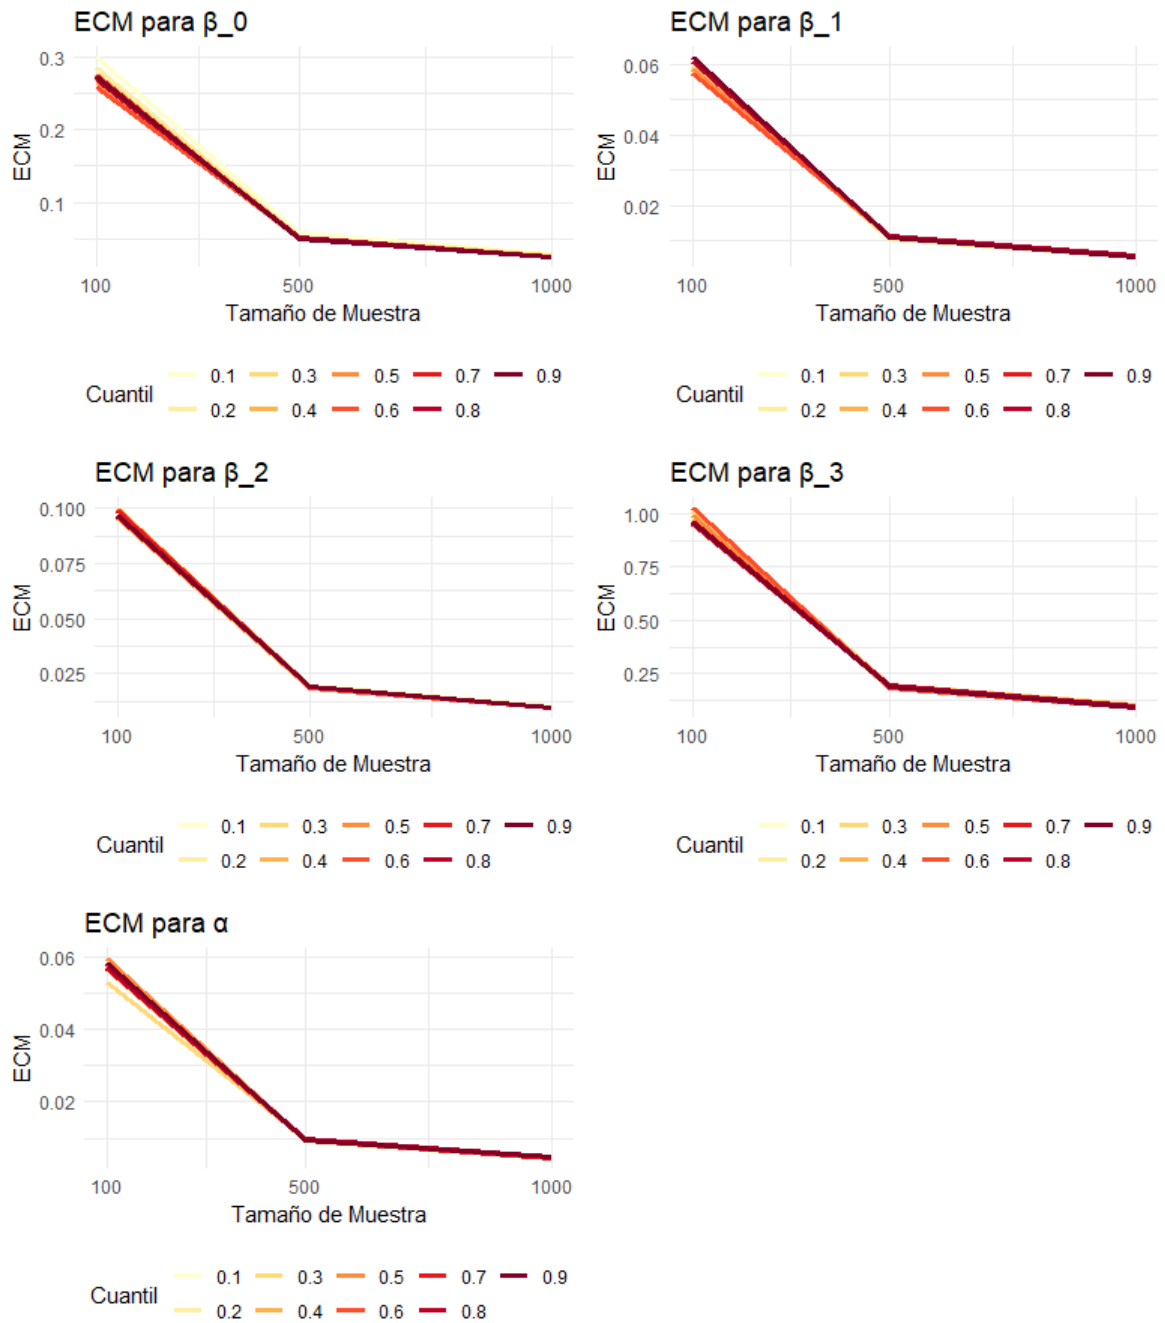 ECM para β_0
0.3
0.2
0.1
ECM
100 500 1000
Tamaño de Muestra
Cuantil
0.1 0.3 0.5 0.7 0.9
0.2 0.4 0.6 0.8
ECM para β_1
0.06
0.04
0.02
ECM
100 500 1000
Tamaño de Muestra
Cuantil
0.1 0.3 0.5 0.7 0.9
0.2 0.4 0.6 0.8
ECM para β_2
0.100
0.075
0.050
0.025
ECM
100 500 1000
Tamaño de Muestra
Cuantil
0.1 0.3 0.5 0.7 0.9
0.2 0.4 0.6 0.8
ECM para β_3
1.00
0.75
0.50
0.25
ECM
100 500 1000
Tamaño de Muestra
Cuantil
0.1 0.3 0.5 0.7 0.9
0.2 0.4 0.6 0.8
ECM para α
0.06
0.04
0.02
ECM
100 500 1000
Tamaño de Muestra
Cuantil
0.1 0.3 0.5 0.7 0.9
0.2 0.4 0.6 0.8